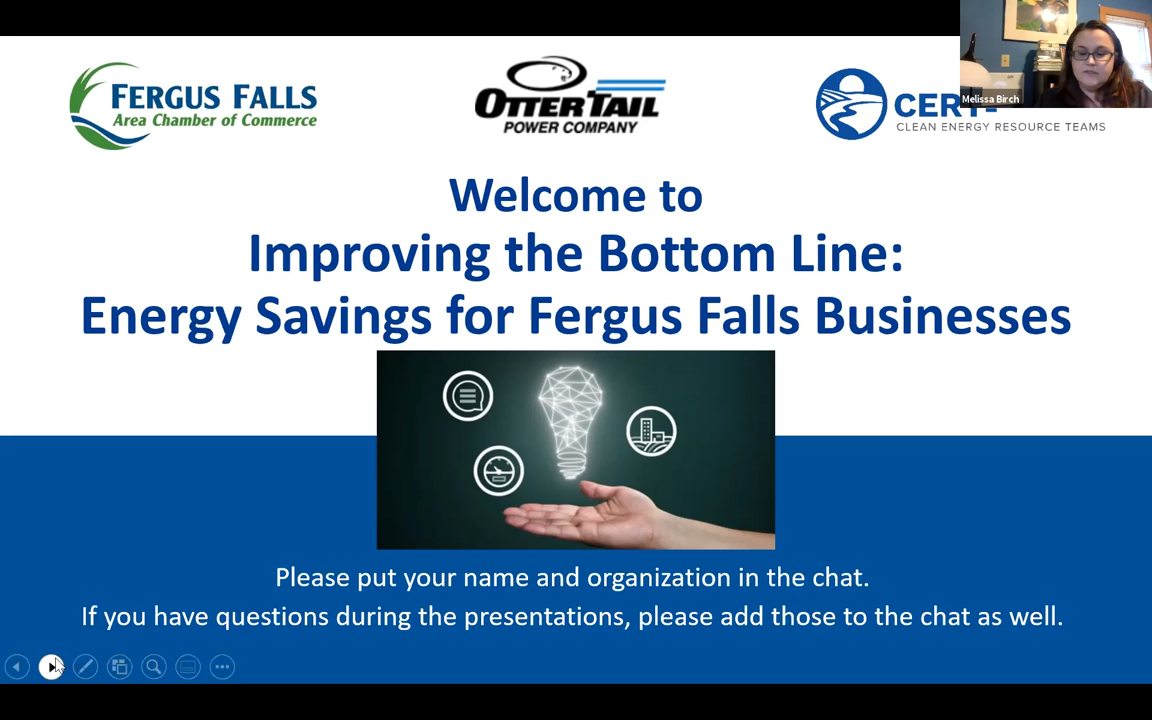 FERGUS FALLS
Area Chamber of Commerce
OTTER TAIL
POWER COMPANY
CERT
CLEAN ENERGY RESOURCE TEAMS
Melissa Birch
Welcome to
Improving the Bottom Line:
Energy Savings for Fergus Falls Businesses
Please put your name and organization in the chat.
If you have questions during the presentations, please add those to the chat as well.